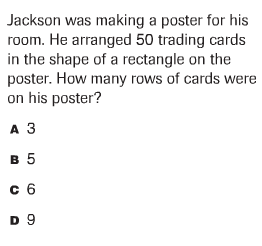 Jackson was making a poster for his
room. He arranged 50 trading cards
in the shape of a rectangle on the
poster. How many rows of cards were
on his poster?
A 3
B 5
C 6
D 9